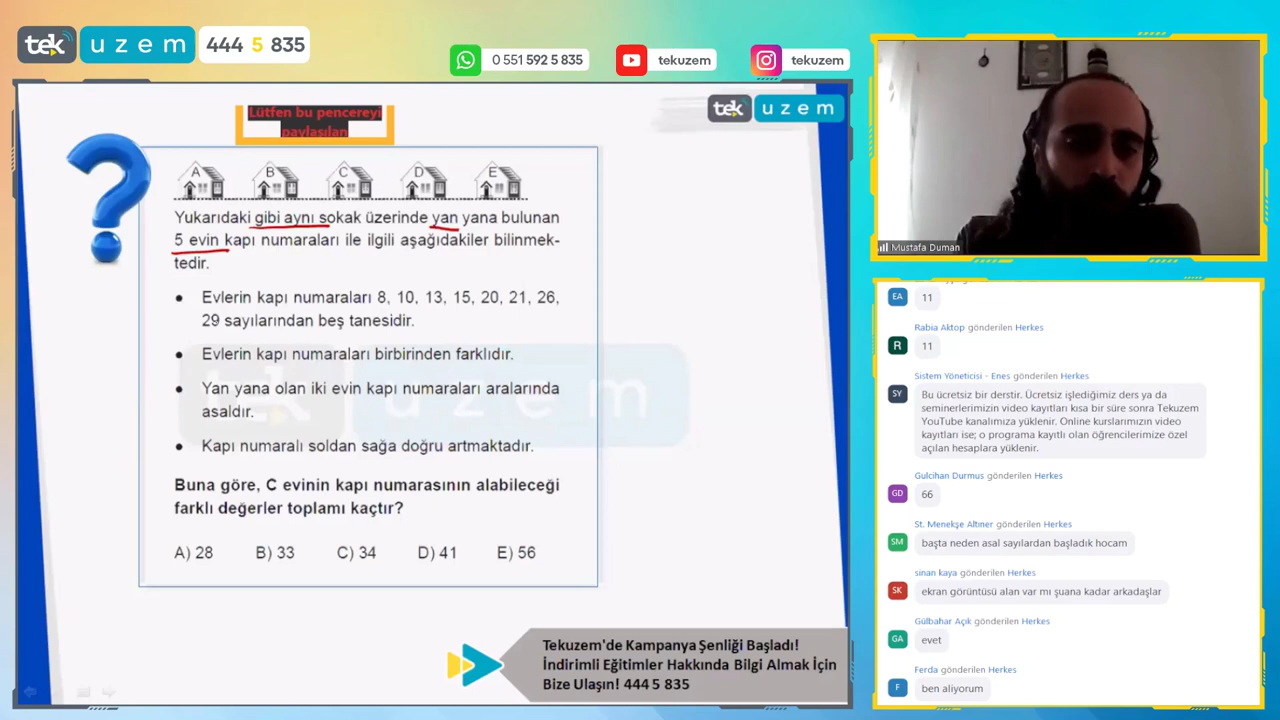 tek uzem 444 5 835
0 551 592 5 835
tekuzem
tekuzem
Lütfen bu pencereyi
paylaşılan
tek uzem
A B C D E
Yukarıdaki gibi aynı sokak üzerinde yan yana bulunan
5 evin kapı numaraları ile ilgili aşağıdakiler bilinmek-
tedir.
• Evlerin kapı numaraları 8, 10, 13, 15, 20, 21, 26,
29 sayılarından beş tanesidir.
• Evlerin kapı numaraları birbirinden farklıdır.
• Yan yana olan iki evin kapı numaraları aralarında
asaldır.
• Kapı numaralı soldan sağa doğru artmaktadır.
Buna göre, C evinin kapı numarasının alabileceği
farklı değerler toplamı kaçtır?
A) 28 B) 33 C) 34 D) 41 E) 56
tek uzem
Tekuzem'de Kampanya Şenliği Başladı!
İndirimli Eğitimler Hakkında Bilgi Almak İçin
Bize Ulaşın! 444 5 835
Mustafa Duman
EA
11
Rabia Aktop gönderilen Herkes
R
11
Sistem Yöneticisi - Enes gönderilen Herkes
SY
Bu ücretsiz bir derstir. Ücretsiz işlediğimiz ders ya da
seminerlerimizin video kayıtları kısa bir süre sonra Tekuzem
YouTube kanalımıza yüklenir. Online kurslarımızın video
kayıtları ise; o programa kayıtlı olan öğrencilerimize özel
açılan hesaplara yüklenir.
Gulcihan Durmus gönderilen Herkes
GD
66
St. Menekşe Altıner gönderilen Herkes
SM
başta neden asal sayılardan başladık hocam
sinan kaya gönderilen Herkes
SK
ekran görüntüsü alan var mı şuana kadar arkadaşlar
Gülbahar Açık gönderilen Herkes
GA
evet
Ferda gönderilen Herkes
F
ben aliyorum